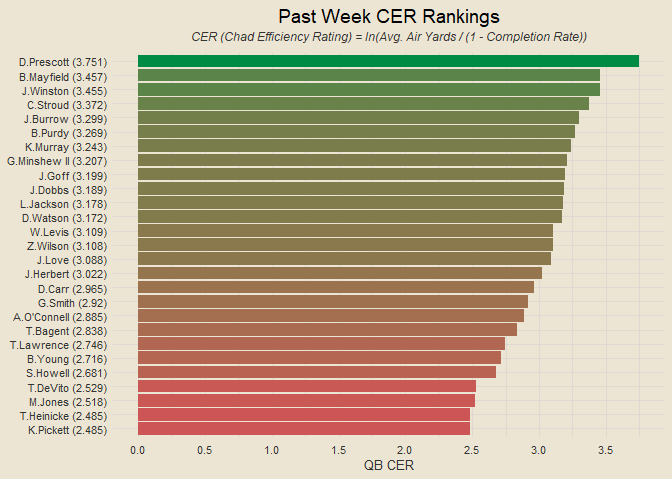 Past Week CER Rankings
CER (Chad Efficiency Rating) = ln(Avg. Air Yards / (1 - Completion Rate))
D.Prescott (3.751)
B.Mayfield (3.457)
J.Winston (3.455)
C.Stroud (3.372)
J.Burrow (3.299)
B.Purdy (3.269)
K.Murray (3.243)
G.Minshew II (3.207)
J.Goff (3.199)
J.Dobbs (3.189)
L.Jackson (3.178)
D.Watson (3.172)
W.Levis (3.109)
Z.Wilson (3.108)
J.Love (3.088)
J.Herbert (3.022)
D.Carr (2.965)
G.Smith (2.92)
A.O'Connell (2.885)
T.Bagent (2.838)
T.Lawrence (2.746)
B.Young (2.716)
S.Howell (2.681)
T.DeVito (2.529)
M.Jones (2.518)
T.Heinicke (2.485)
K.Pickett (2.485)
0.0 0.5 1.0 1.5 2.0 2.5 3.0 3.5
QB CER